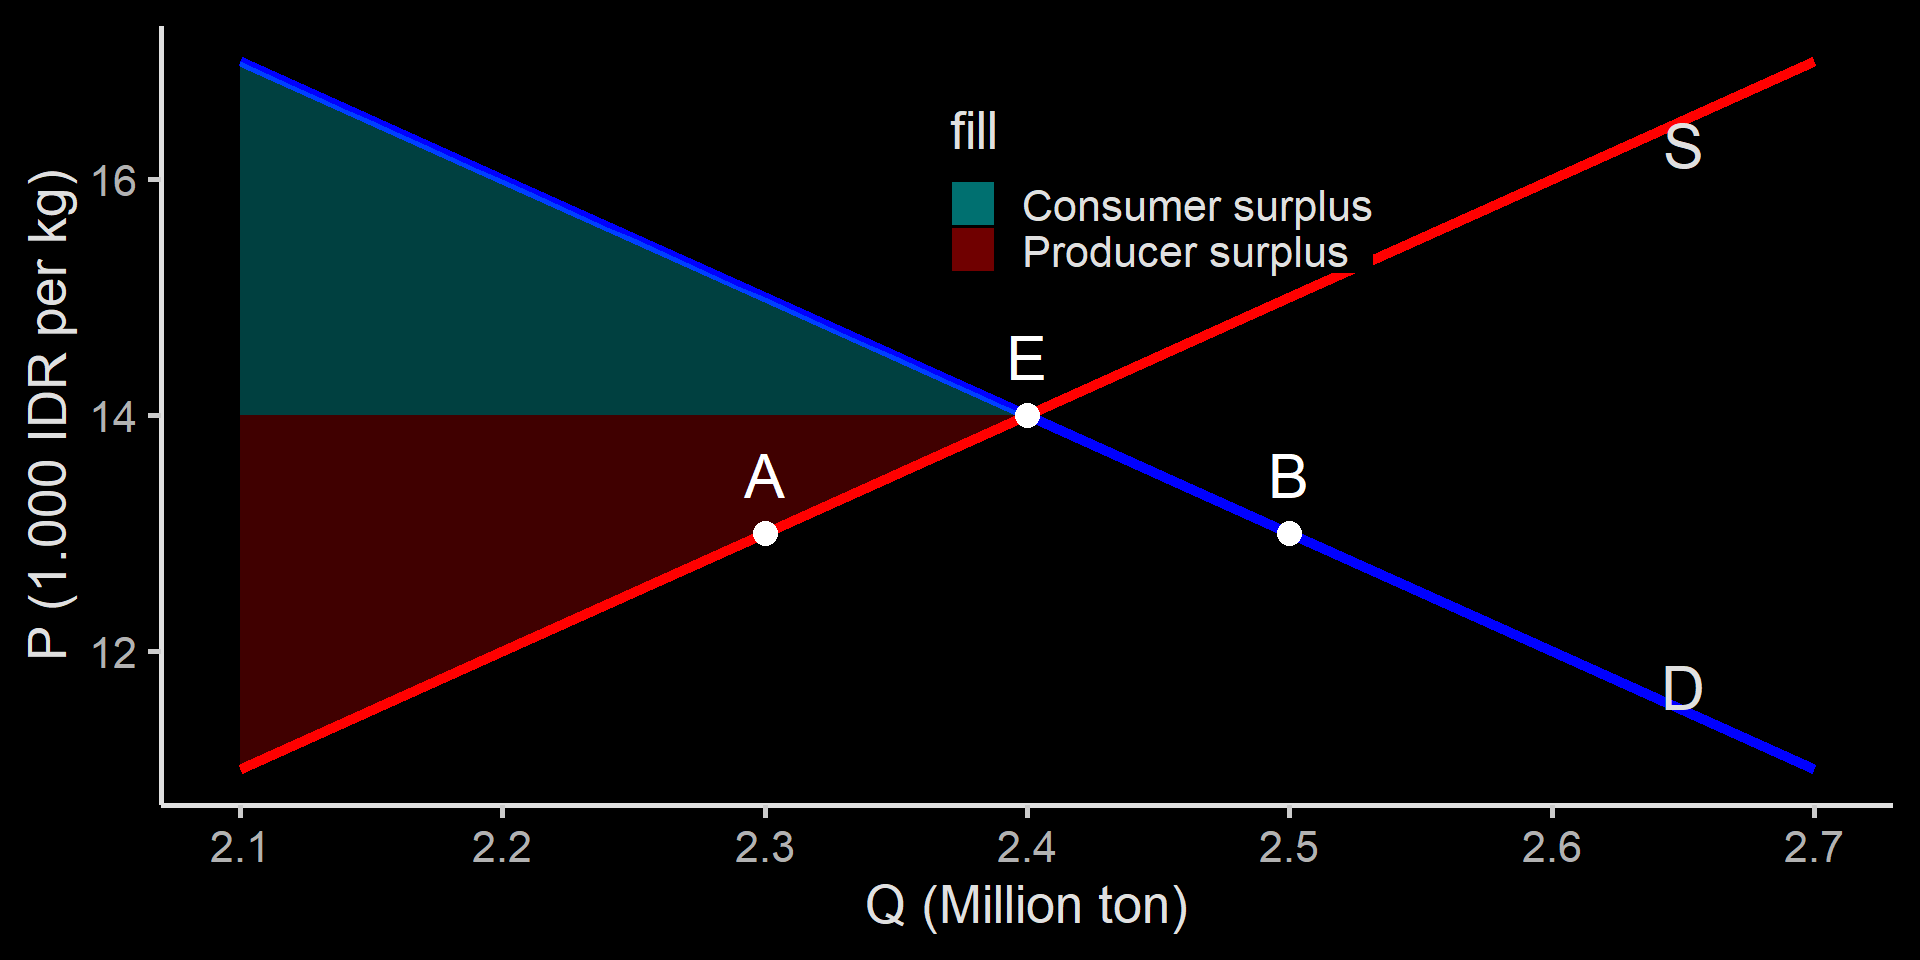 fill
Consumer surplus
Producer surplus
S
E
A
B
D
P (1.000 IDR per kg)
16
14
12
2.1 2.2 2.3 2.4 2.5 2.6 2.7
Q (Million ton)